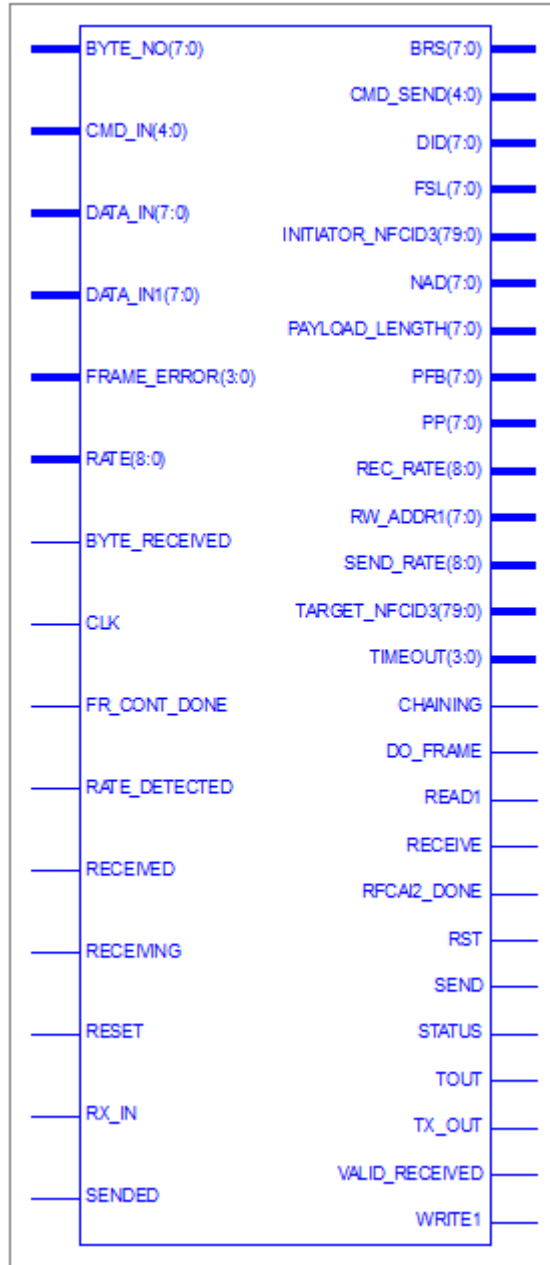 BYTE_NO(7:0)
CMD_IN(4:0)
DATA_IN(7:0)
DATA_IN1(7:0)
FRAME_ERROR(3:0)
RATE(8:0)
BYTE_RECEIVED
CLK
FR_CONT_DONE
RATE_DETECTED
RECEIVED
RECEIVING
RESET
RX_IN
SENDED
BRS(7:0)
CMD_SEND(4:0)
DID(7:0)
FSL(7:0)
INITIATOR_NFCID3(79:0)
NAD(7:0)
PAYLOAD_LENGTH(7:0)
PFB(7:0)
PP(7:0)
REC_RATE(8:0)
RW_ADDR1(7:0)
SEND_RATE(8:0)
TARGET_NFCID3(79:0)
TIMEOUT(3:0)
CHAINING
DO_FRAME
READ1
RECEIVE
RFCAI2_DONE
RST
SEND
STATUS
TOUT
TX_OUT
VALID_RECEIVED
WRITE1